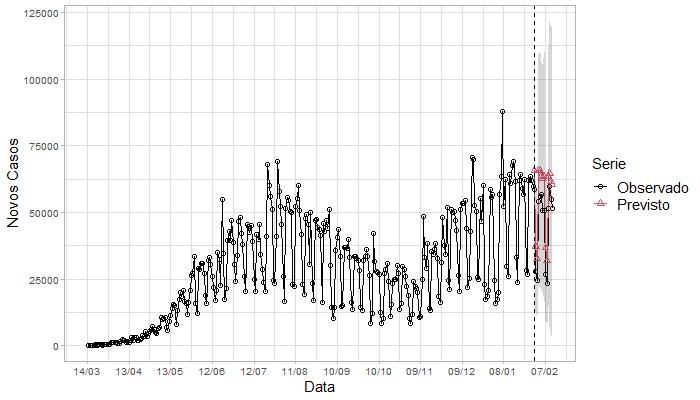 125000
100000
75000
50000
25000
0
Novos Casos
14/03 13/04 13/05 12/06 12/07 11/08 10/09 10/10 09/11 09/12 08/01 07/02
Data
Serie
Observado
Previsto